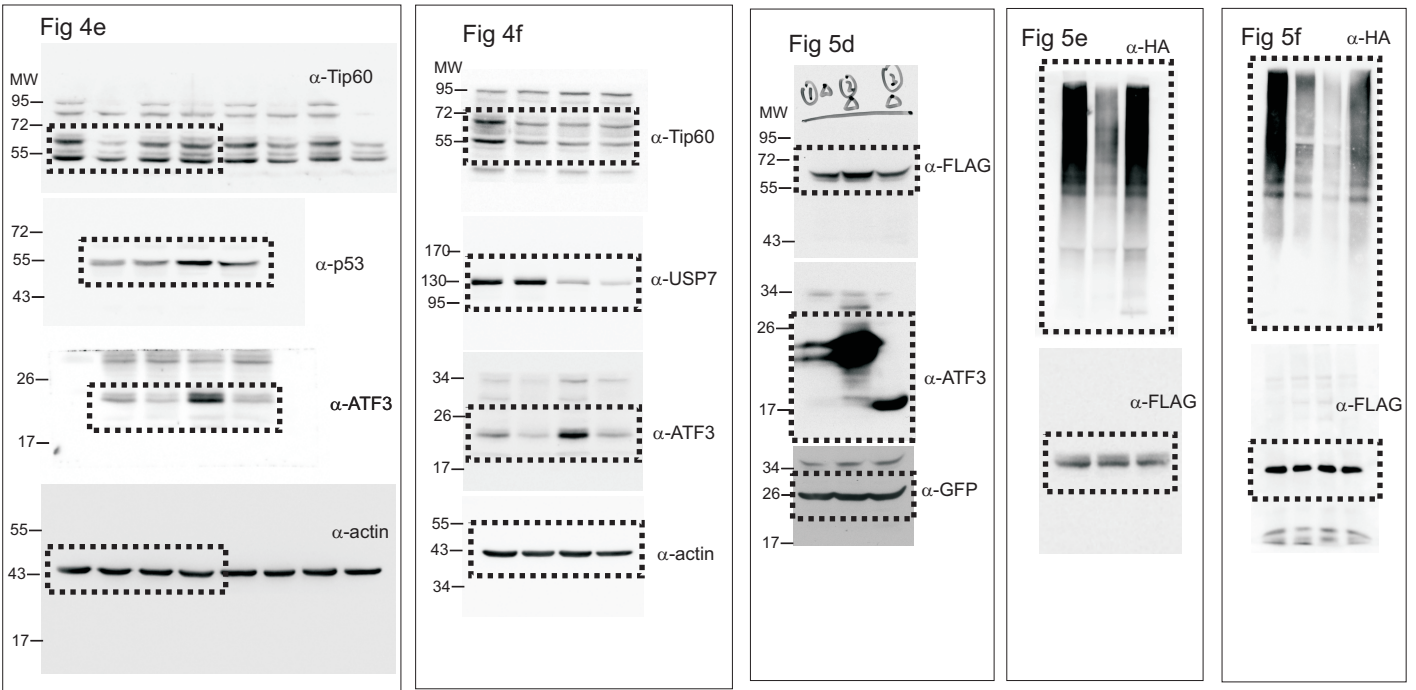 Fig 4e
MW
α-Tip60
95
72
55
72
55
43
α-p53
26
17
α-ATF3
55
43
17
α-actin
Fig 4f
MW
95
72
55
α-Tip60
170
130
95
α-USP7
34
26
17
α-ATF3
55
43
34
α-actin
Fig 5d
① ② ②
MW
95
72
55
43
α-FLAG
34
26
17
α-ATF3
34
26
17
α-GFP
Fig 5e
α-HA
α-FLAG
Fig 5f
α-HA
α-FLAG